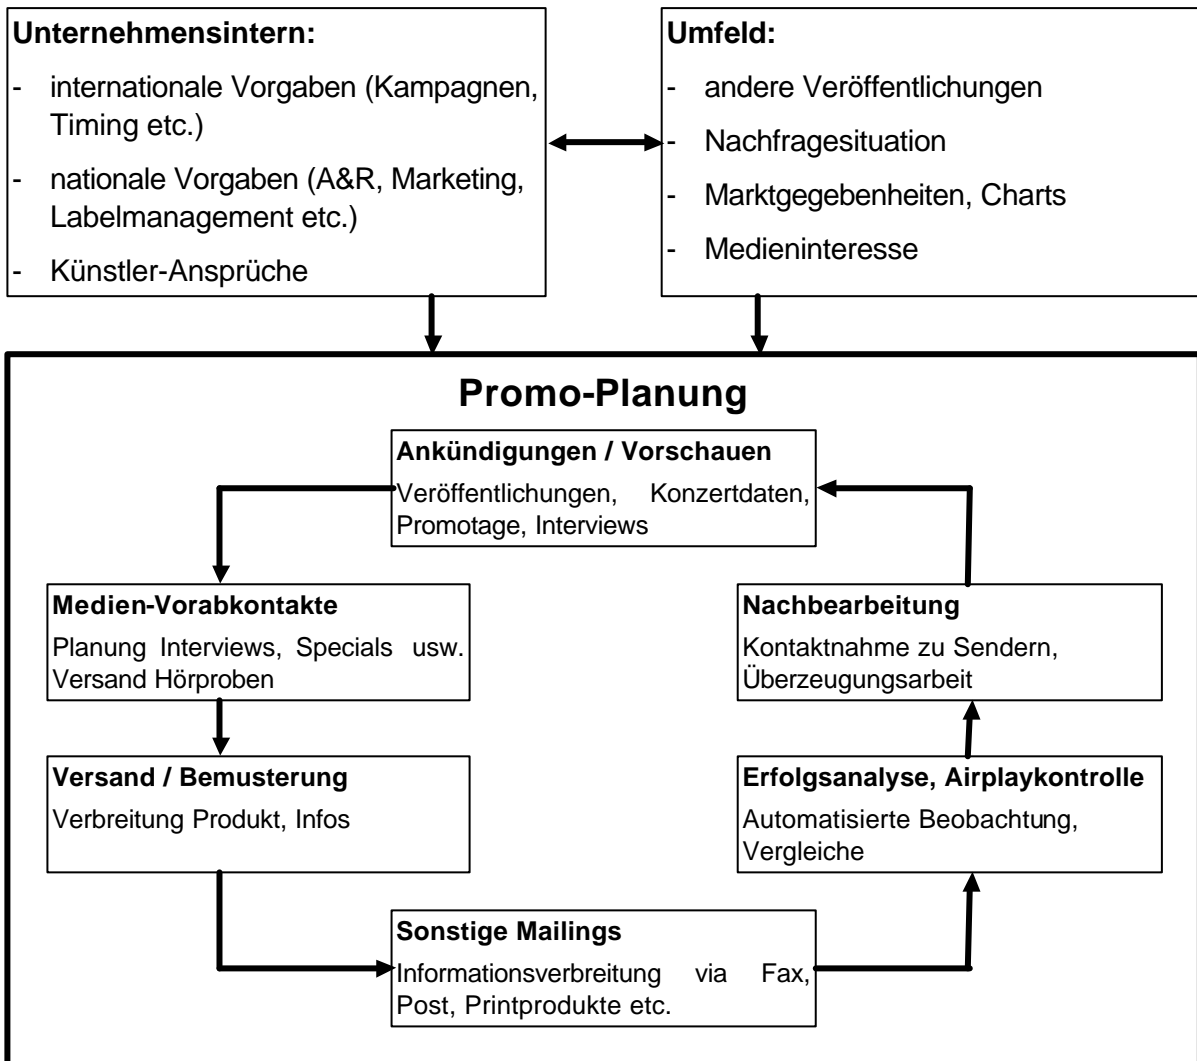 Unternehmensintern:
- internationale Vorgaben (Kampagnen,
Timing etc.)
- nationale Vorgaben (A&R, Marketing,
Labelmanagement etc.)
- Künstler-Ansprüche
Umfeld:
- andere Veröffentlichungen
- Nachfragesituation
- Marktgegebenheiten, Charts
- Medieninteresse
Promo-Planung
Ankündigungen / Vorschauen
Veröffentlichungen, Konzertdaten,
Promotage, Interviews
Medien-Vorabkontakte
Planung Interviews, Specials usw.
Versand Hörproben
Nachbearbeitung
Kontaktnahme zu Sendern,
Überzeugungsarbeit
Versand / Bemusterung
Verbreitung Produkt, Infos
Erfolgsanalyse, Airplaykontrolle
Automatisierte Beobachtung,
Vergleiche
Sonstige Mailings
Informationsverbreitung via Fax,
Post, Printprodukte etc.